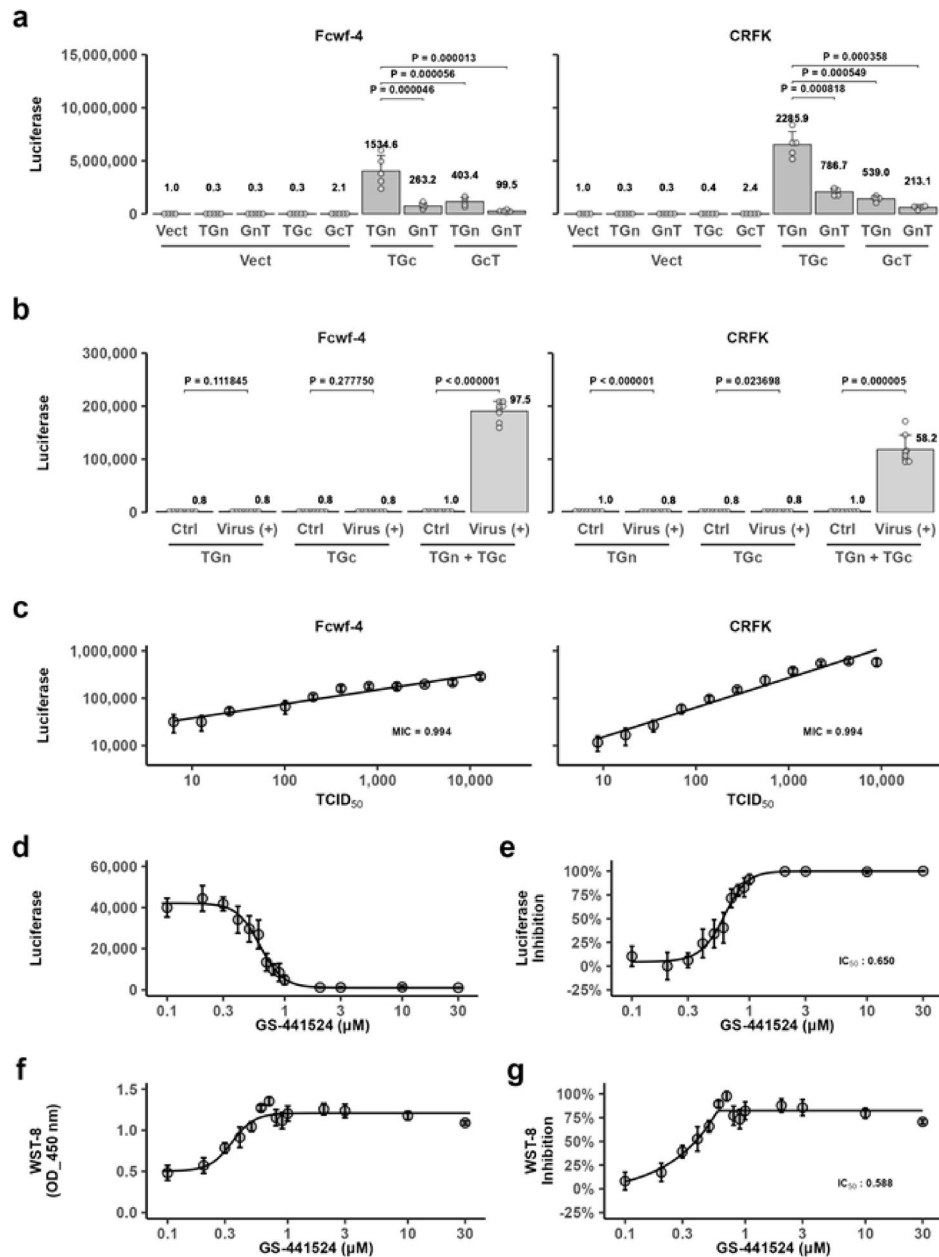 a
Fcwf-4
CRFK
Luciferase
15,000,000
10,000,000
5,000,000
0
P = 0.000013
P = 0.000056
P = 0.000046
1.0 0.3 0.3 0.3 2.1 1534.6 263.2 403.4 99.5
Vect TGn GnT TGc GcT TGn GnT TGn GnT
Vect TGc GcT
P = 0.000358
P = 0.000549
P = 0.000818
1.0 0.3 0.3 0.4 2.4 2285.9 786.7 539.0 213.1
Vect TGn GnT TGc GcT TGn GnT TGn GnT
Vect TGc GcT
b
Fcwf-4
CRFK
Luciferase
300,000
200,000
100,000
0
P = 0.111845 P = 0.277750 P < 0.000001
0.8 0.8 0.8 0.8 1.0 97.5
Ctrl Virus (+) Ctrl Virus (+) Ctrl Virus (+)
TGn TGc TGn + TGc
P < 0.000001 P = 0.023698 P = 0.000005
1.0 0.8 0.8 0.8 1.0 58.2
Ctrl Virus (+) Ctrl Virus (+) Ctrl Virus (+)
TGn TGc TGn + TGc
c
Fcwf-4
CRFK
Luciferase
1,000,000
100,000
10,000
MIC = 0.994
10 100 1,000 10,000
TCID50
MIC = 0.994
10 100 1,000 10,000
TCID50
d
Luciferase
60,000
40,000
20,000
0
0.1 0.3 1 3 10 30
GS-441524 (μM)
e
Luciferase
Inhibition
100%
75%
50%
25%
0%
-25%
IC50 : 0.650
0.1 0.3 1 3 10 30
GS-441524 (μM)
f
WST-8
(OD_450 nm)
1.5
1.0
0.5
0.0
0.1 0.3 1 3 10 30
GS-441524 (μM)
g
WST-8
Inhibition
100%
75%
50%
25%
0%
-25%
IC50 : 0.588
0.1 0.3 1 3 10 30
GS-441524 (μM)